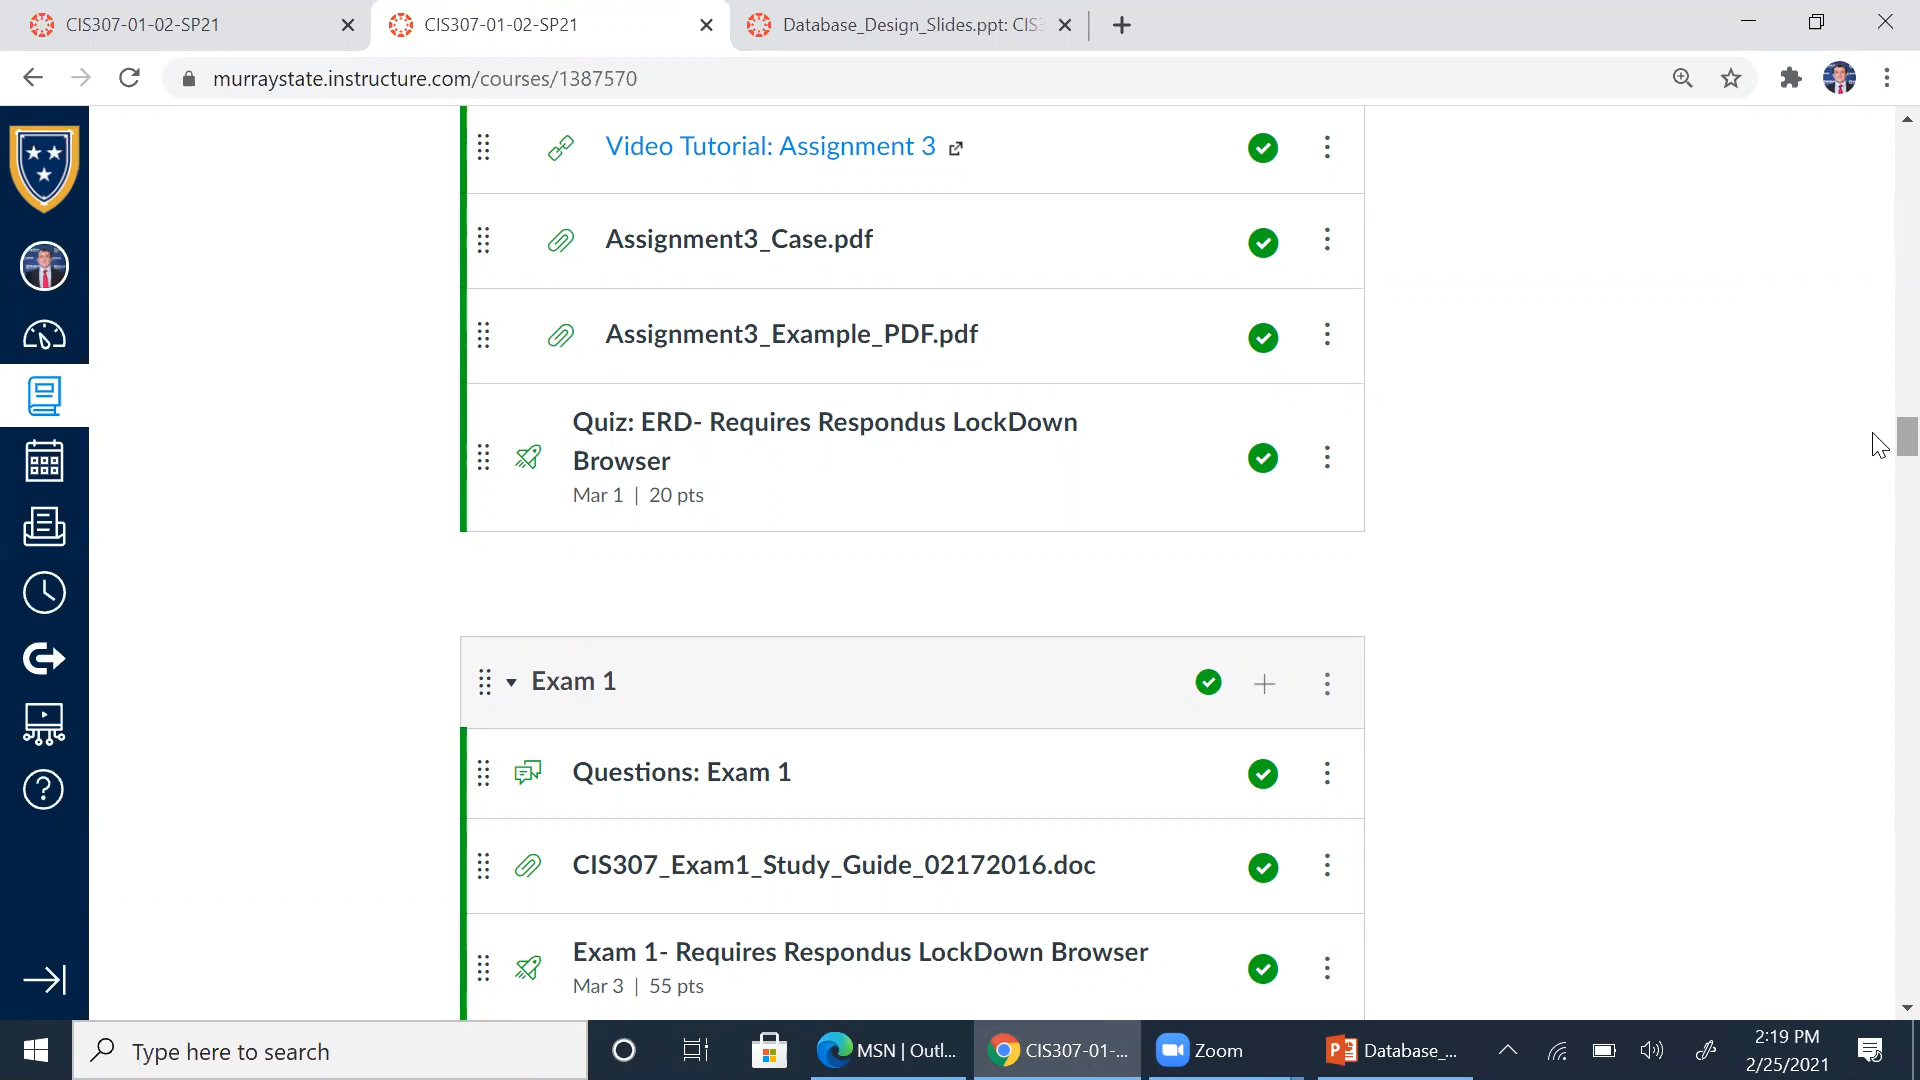 CIS307-01-02-SP21
CIS307-01-02-SP21
Database_Design_Slides.ppt: CIS3
murraystate.instructure.com/courses/1387570
Video Tutorial: Assignment 3
Assignment3_Case.pdf
Assignment3_Example_PDF.pdf
Quiz: ERD- Requires Respondus LockDown
Browser
Mar 1 | 20 pts
Exam 1
Questions: Exam 1
CIS307_Exam1_Study_Guide_02172016.doc
Exam 1- Requires Respondus LockDown Browser
Mar 3 | 55 pts
Type here to search
MSN | Outl...
CIS307-01-...
Zoom
Database_...
2:19 PM
2/25/2021